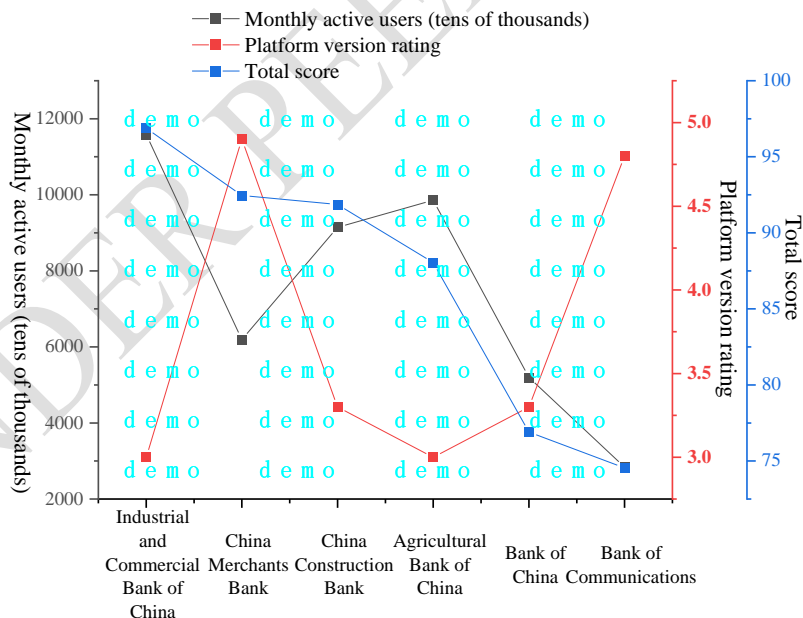 Monthly active users (tens of thousands)
Platform version rating
Total score
100
12000
demo demo demo demo
5.0
95
demo demo demo demo
10000
4.5
demo demo demo demo
90
8000
demo demo demo demo
4.0
85
demo demo demo demo
6000
3.5
80
demo demo demo demo
4000
demo demo demo demo
3.0
75
demo demo demo demo
2000
Monthly active users (tens of thousands)
Platform version rating
Total score
Industrial
and
Commercial
Bank of
China
China
Merchants
Bank
China
Construction
Bank
Agricultural
Bank of
China
Bank of
China
Bank of
Communications